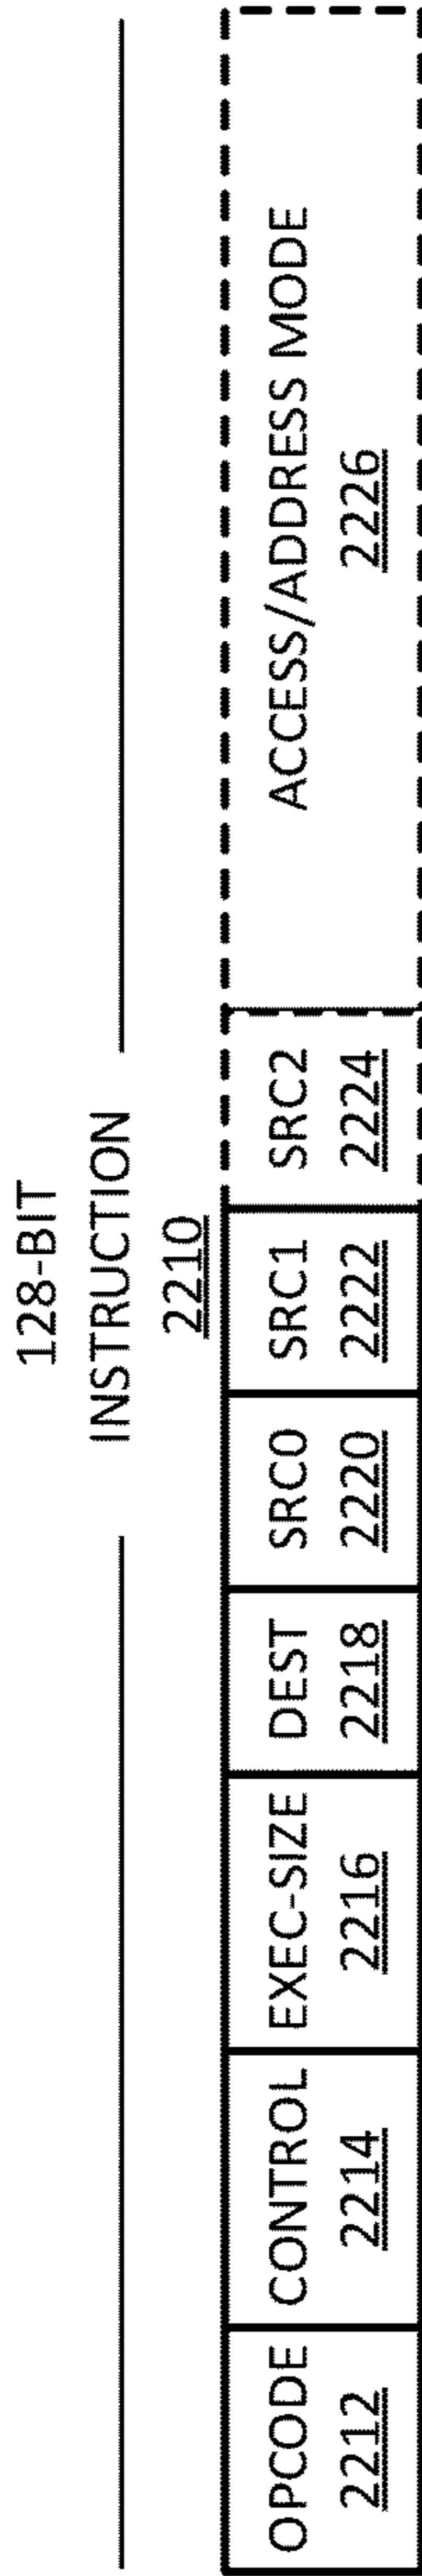 128-BIT
INSTRUCTION
2210
OPCODE
2212
CONTROL
2214
EXEC-SIZE
2216
DEST
2218
SRC0
2220
SRC1
2222
SRC2
2224
ACCESS/ADDRESS MODE
2226